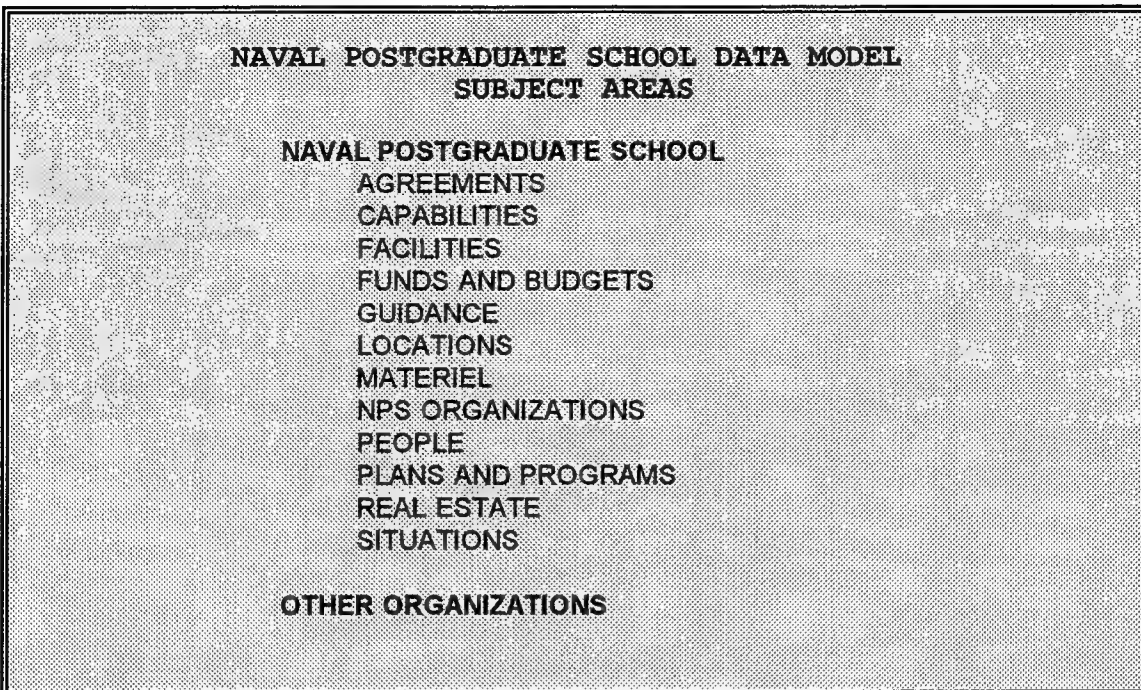 NAVAL POSTGRADUATE SCHOOL DATA MODEL
SUBJECT AREAS
NAVAL POSTGRADUATE SCHOOL
AGREEMENTS
CAPABILITIES
FACILITIES
FUNDS AND BUDGETS
GUIDANCE
LOCATIONS
MATERIEL
NPS ORGANIZATIONS
PEOPLE
PLANS AND PROGRAMS
REAL ESTATE
SITUATIONS
OTHER ORGANIZATIONS